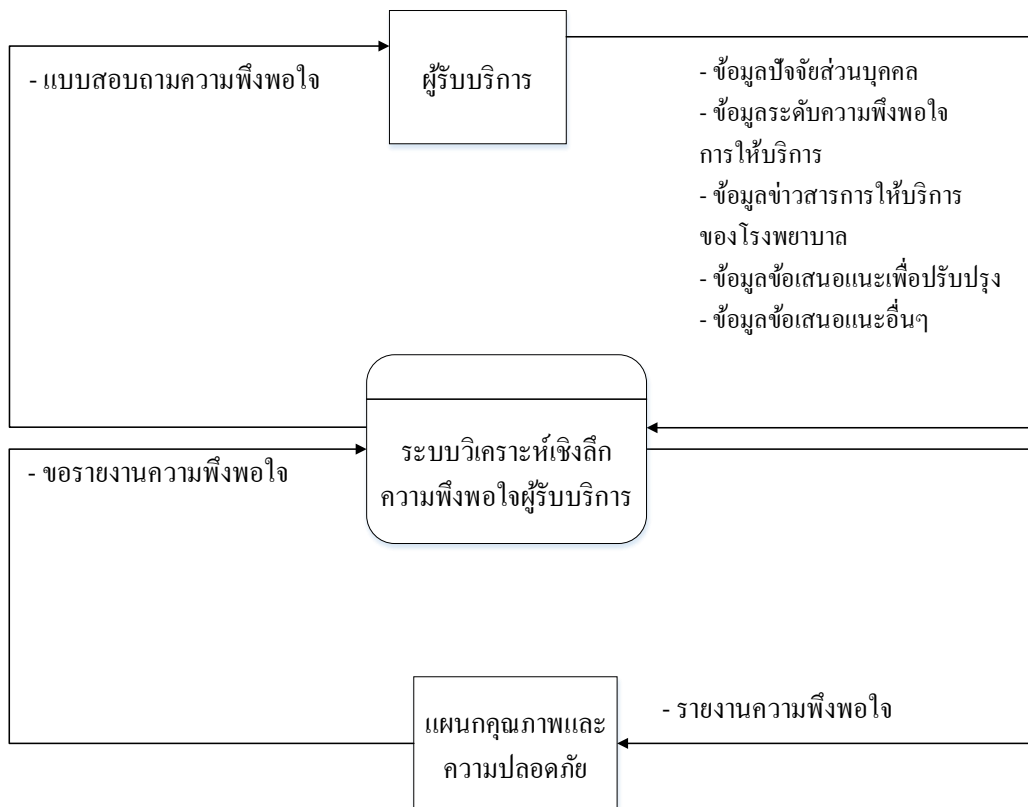 - แบบสอบถามความพึงพอใจ
ผู้รับบริการ
- ข้อมูลปัจจัยส่วนบุคคล
- ข้อมูลระดับความพึงพอใจ
การให้บริการ
- ข้อมูลข่าวสารการให้บริการ
ของโรงพยาบาล
- ข้อมูลข้อเสนอแนะเพื่อปรับปรุง
- ข้อมูลข้อเสนอแนะอื่นๆ
ระบบวิเคราะห์เชิงลึก
ความพึงพอใจผู้รับบริการ
- ขอรายงานความพึงพอใจ
แผนกคุณภาพและ
ความปลอดภัย
- รายงานความพึงพอใจ